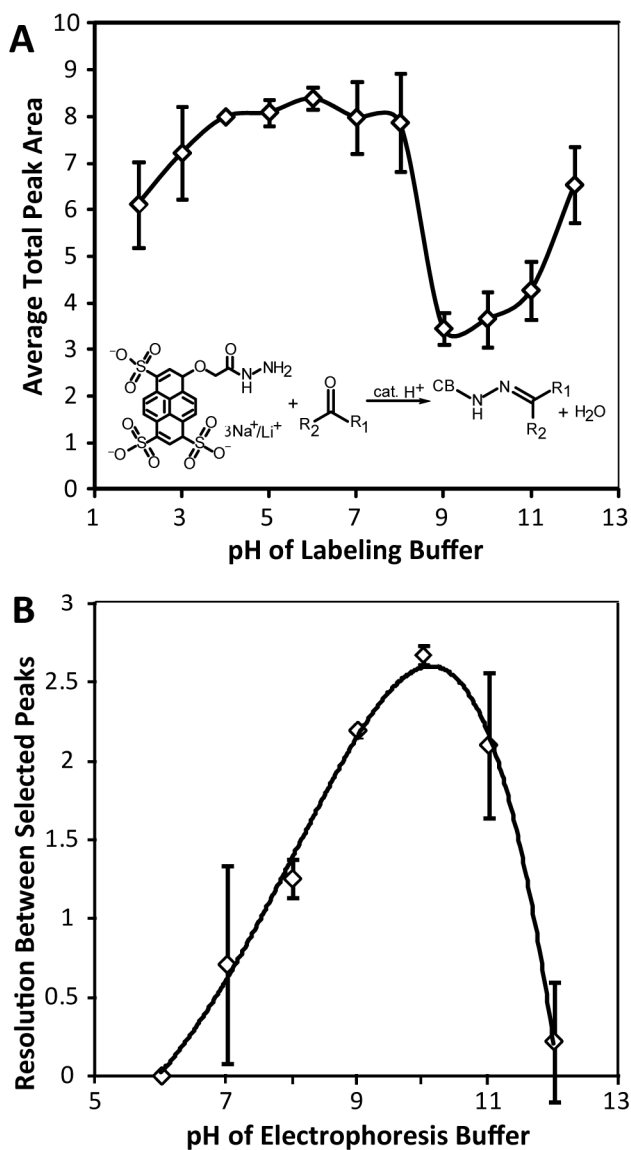 A
Average Total Peak Area
10
9
8
7
6
5
4
3
2
1
0
1 3 5 7 9 11 13
pH of Labeling Buffer
⁻O S O O
O O N H NH₂
⁻O S O O S O O O⁻
3Na⁺/Li⁺
+
O R₂ R₁
cat. H⁺
CB N H N R₁ R₂
+ H₂O
B
Resolution Between Selected Peaks
3
2.5
2
1.5
1
0.5
0
5 7 9 11 13
pH of Electrophoresis Buffer